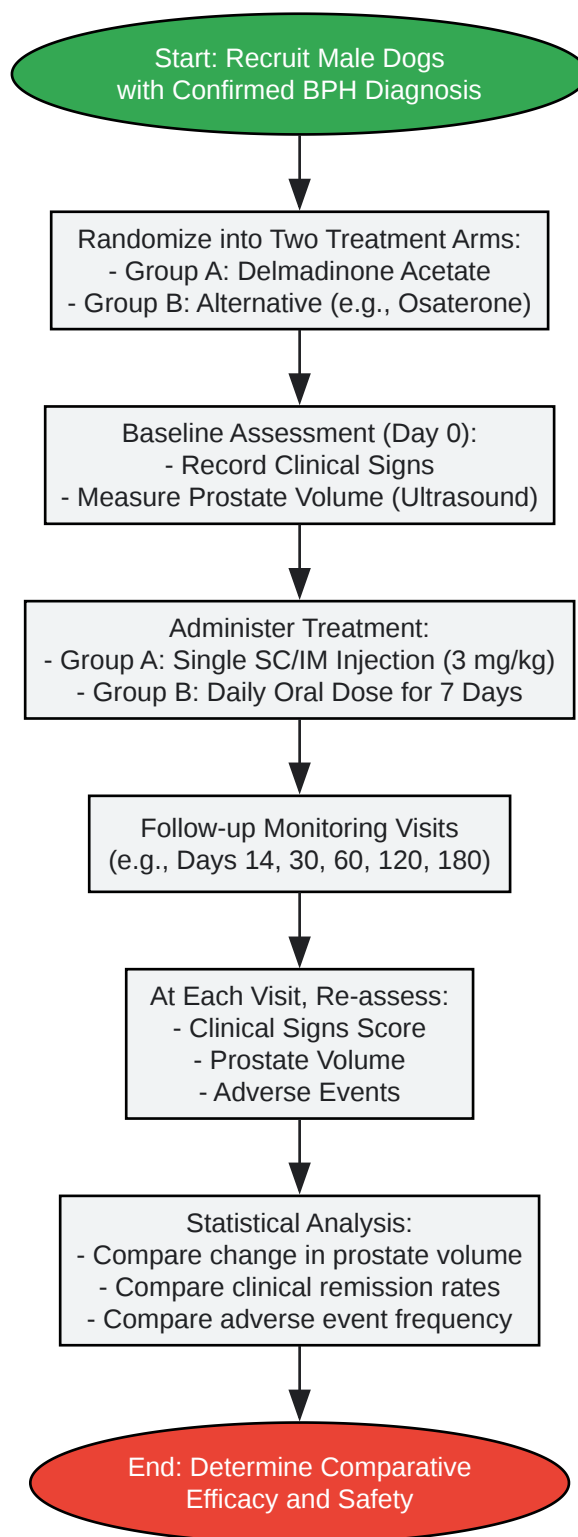 Start: Recruit Male Dogs
with Confirmed BPH Diagnosis
Randomize into Two Treatment Arms:
- Group A: Delmadinone Acetate
- Group B: Alternative (e.g., Osaterone)
Baseline Assessment (Day 0):
- Record Clinical Signs
- Measure Prostate Volume (Ultrasound)
Administer Treatment:
- Group A: Single SC/IM Injection (3 mg/kg)
- Group B: Daily Oral Dose for 7 Days
Follow-up Monitoring Visits
(e.g., Days 14, 30, 60, 120, 180)
At Each Visit, Re-assess:
- Clinical Signs Score
- Prostate Volume
- Adverse Events
Statistical Analysis:
- Compare change in prostate volume
- Compare clinical remission rates
- Compare adverse event frequency
End: Determine Comparative
Efficacy and Safety